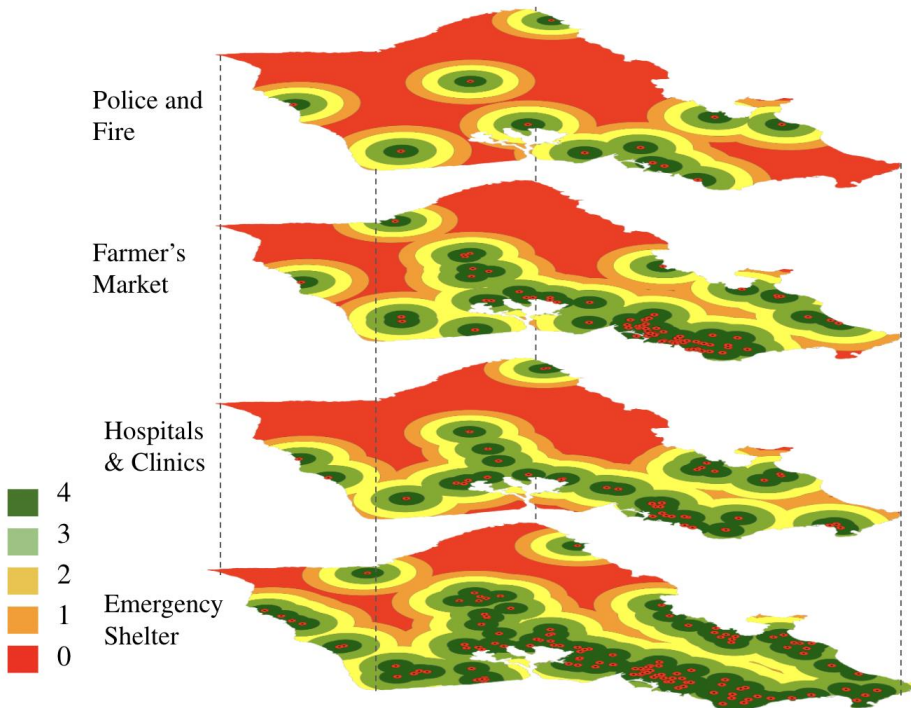 Police and
Fire
Farmer's
Market
Hospitals
& Clinics
4
3
2
1
0
Emergency
Shelter